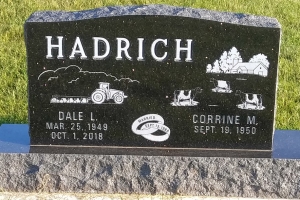 HADRICH
DALE L.
MAR. 25, 1949
OCT. 1, 2018
CORRINE M.
SEPT. 19, 1950